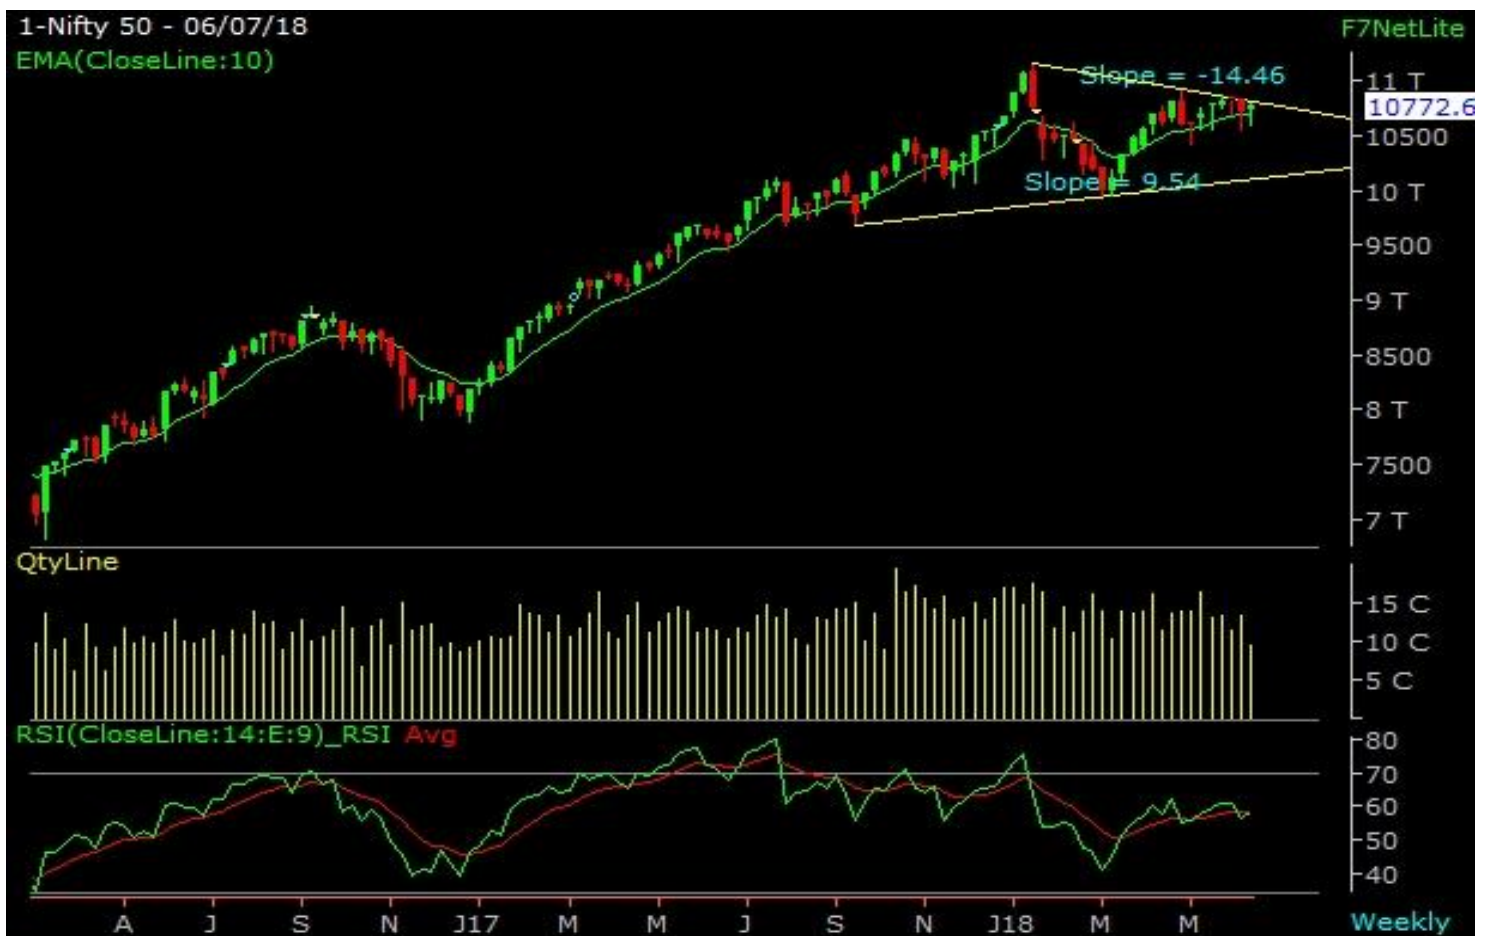 1-Nifty 50 - 06/07/18
F7NetLite
EMA(CloseLine:10)
Slope = -14.46
11 T
10772.6
10500
Slope = 9.54
10 T
9500
9 T
8500
8 T
7500
7 T
QtyLine
15 C
10 C
5 C
RSI(CloseLine:14:E:9)_RSI Avg
80
70
60
50
40
A J S N J17 M M J S N J18 M M
Weekly